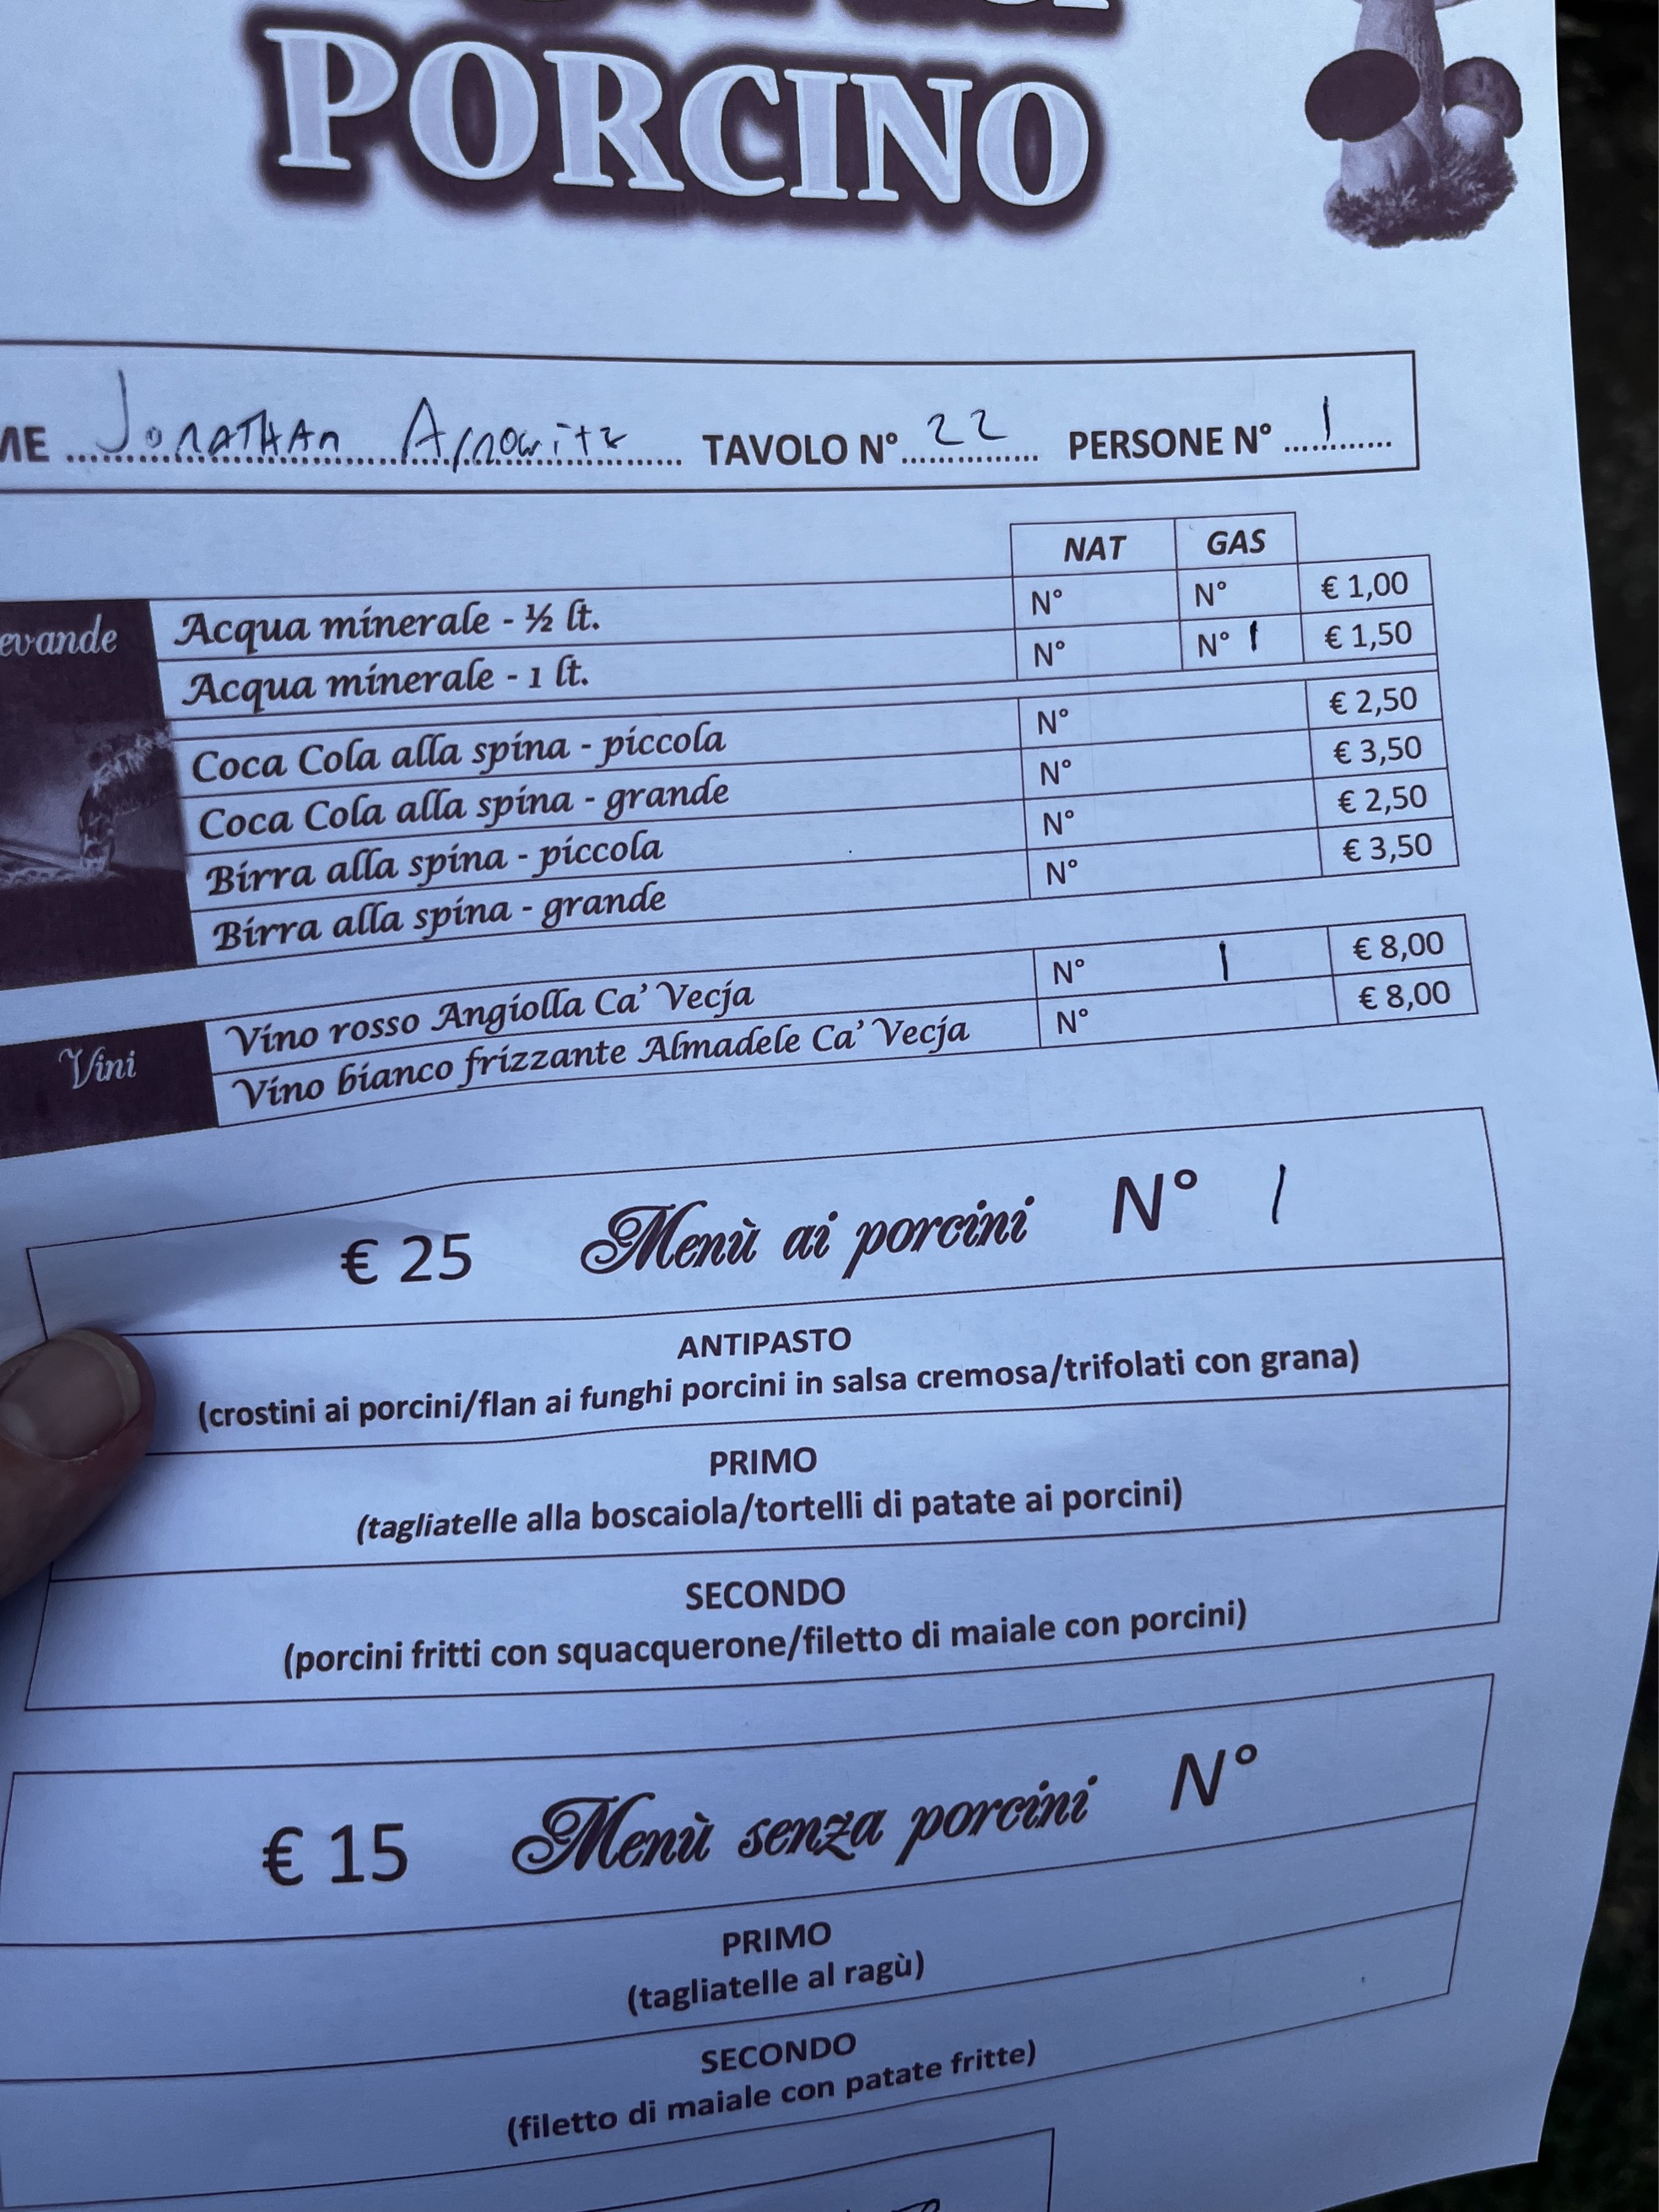 PORCINO
Jonathan Arnowitz TAVOLO N° 22 PERSONE N° 1
NAT GAS
Acqua minerale - ½ lt. N° N° € 1,00
Acqua minerale - 1 lt. N° N° 1 € 1,50
Coca Cola alla spina - piccola N° € 2,50
Coca Cola alla spina - grande N° € 3,50
Birra alla spina - piccola N° € 2,50
Birra alla spina - grande N° € 3,50
Vini
Vino rosso Angiolla Ca' Vecja N° 1 € 8,00
Vino bianco frizzante Almadele Ca' Vecja N° € 8,00
€ 25 Menù ai porcini N° 1
ANTIPASTO
(crostini ai porcini/flan ai funghi porcini in salsa cremosa/trifolati con grana)
PRIMO
(tagliatelle alla boscaiola/tortelli di patate ai porcini)
SECONDO
(porcini fritti con squacquerone/filetto di maiale con porcini)
€ 15 Menù senza porcini N°
PRIMO
(tagliatelle al ragù)
SECONDO
(filetto di maiale con patate fritte)